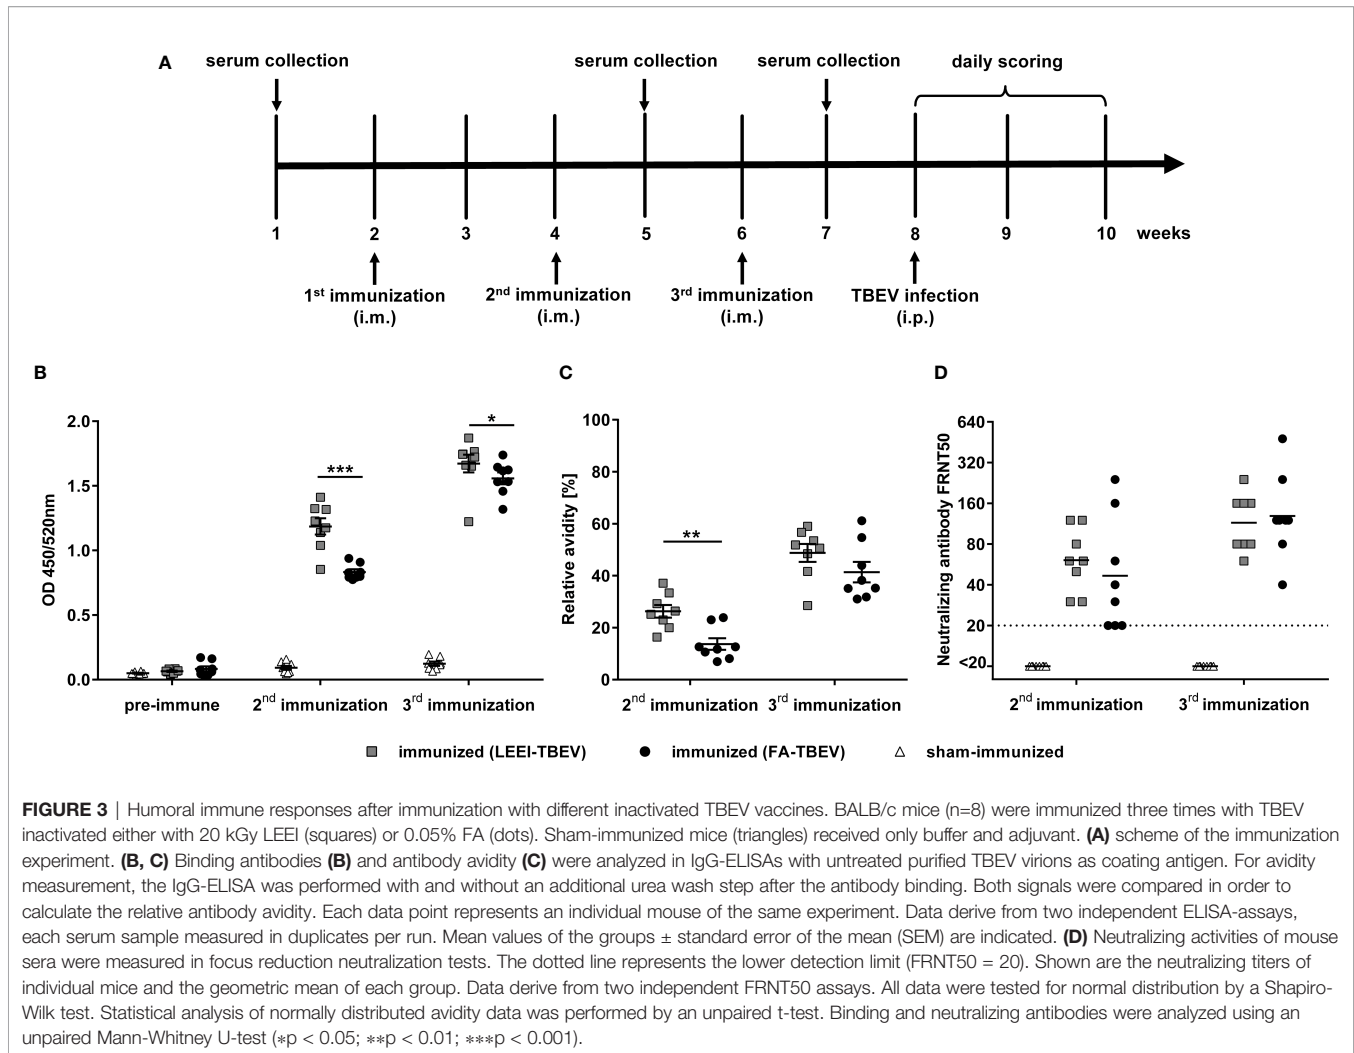 A
serum collection serum collection serum collection daily scoring
1 2 3 4 5 6 7 8 9 10 weeks
1st immunization 2nd immunization 3rd immunization TBEV infection
(i.m.) (i.m.) (i.m.) (i.p.)
B
OD 450/520nm
2.0
1.5
1.0
0.5
0.0
***
*
pre-immune 2nd immunization 3rd immunization
C
Relative avidity [%]
100
80
60
40
20
0
**
2nd immunization 3rd immunization
D
Neutralizing antibody FRNT50
640
320
160
80
40
20
<20
2nd immunization 3rd immunization
immunized (LEEI-TBEV) immunized (FA-TBEV) sham-immunized
FIGURE 3 | Humoral immune responses after immunization with different inactivated TBEV vaccines. BALB/c mice (n=8) were immunized three times with TBEV
inactivated either with 20 kGy LEEI (squares) or 0.05% FA (dots). Sham-immunized mice (triangles) received only buffer and adjuvant. (A) scheme of the immunization
experiment. (B, C) Binding antibodies (B) and antibody avidity (C) were analyzed in IgG-ELISAs with untreated purified TBEV virions as coating antigen. For avidity
measurement, the IgG-ELISA was performed with and without an additional urea wash step after the antibody binding. Both signals were compared in order to
calculate the relative antibody avidity. Each data point represents an individual mouse of the same experiment. Data derive from two independent ELISA-assays,
each serum sample measured in duplicates per run. Mean values of the groups ± standard error of the mean (SEM) are indicated. (D) Neutralizing activities of mouse
sera were measured in focus reduction neutralization tests. The dotted line represents the lower detection limit (FRNT50 = 20). Shown are the neutralizing titers of
individual mice and the geometric mean of each group. Data derive from two independent FRNT50 assays. All data were tested for normal distribution by a Shapiro-
Wilk test. Statistical analysis of normally distributed avidity data was performed by an unpaired t-test. Binding and neutralizing antibodies were analyzed using an
unpaired Mann-Whitney U-test (∗p < 0.05; ∗∗p < 0.01; ∗∗∗p < 0.001).